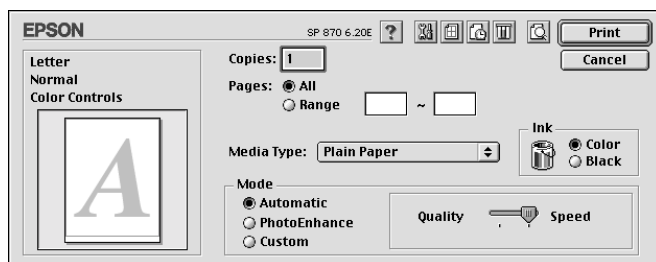 EPSON
SP 870 6.20E ?
Print
Cancel
Letter
Normal
Color Controls
A
Copies: 1
Pages: All
Range ~
Media Type: Plain Paper
Ink
Color
Black
Mode
Automatic
PhotoEnhance
Custom
Quality Speed